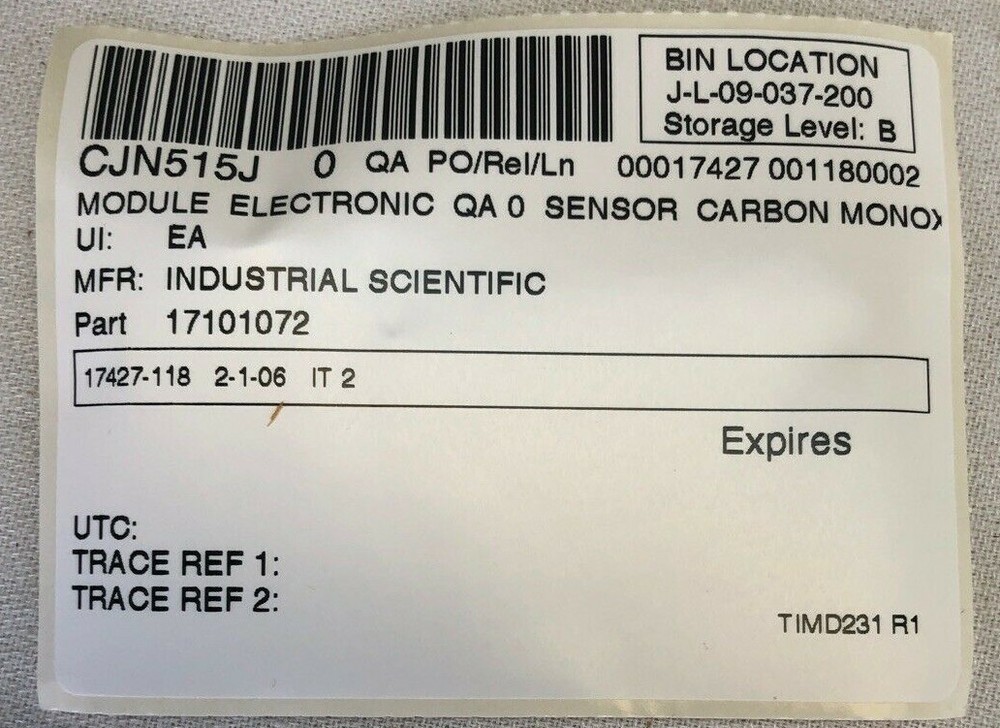 BIN LOCATION
J-L-09-037-200
Storage Level: B
CJN515J 0 QA PO/Rel/Ln 00017427 001180002
MODULE ELECTRONIC QA 0 SENSOR CARBON MONOX
UI: EA
MFR: INDUSTRIAL SCIENTIFIC
Part 17101072
17427-118 2-1-06 IT 2
Expires
UTC:
TRACE REF 1:
TRACE REF 2:
TIMD231 R1